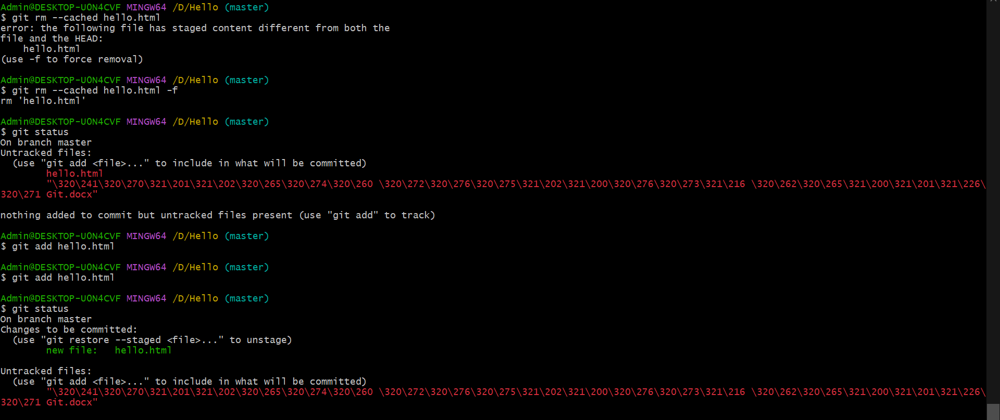 Admin@DESKTOP-U0N4CVF MINGW64 /D/Hello (master)
$ git rm --cached hello.html
error: the following file has staged content different from both the
file and the HEAD:
    hello.html
(use -f to force removal)

Admin@DESKTOP-U0N4CVF MINGW64 /D/Hello (master)
$ git rm --cached hello.html -f
rm 'hello.html'

Admin@DESKTOP-U0N4CVF MINGW64 /D/Hello (master)
$ git status
On branch master
Untracked files:
  (use "git add <file>..." to include in what will be committed)
        hello.html
        "\320\241\320\270\321\201\321\202\320\265\320\274\320\260 \320\272\320\276\320\275\321\202\321\200\320\276\320\273\321\216 \320\262\320\265\321\200\321\201\321\226\
320\271 Git.docx"

nothing added to commit but untracked files present (use "git add" to track)

Admin@DESKTOP-U0N4CVF MINGW64 /D/Hello (master)
$ git add hello.html

Admin@DESKTOP-U0N4CVF MINGW64 /D/Hello (master)
$ git add hello.html

Admin@DESKTOP-U0N4CVF MINGW64 /D/Hello (master)
$ git status
On branch master
Changes to be committed:
  (use "git restore --staged <file>..." to unstage)
        new file:   hello.html

Untracked files:
  (use "git add <file>..." to include in what will be committed)
        "\320\241\320\270\321\201\321\202\320\265\320\274\320\260 \320\272\320\276\320\275\321\202\321\200\320\276\320\273\321\216 \320\262\320\265\321\200\321\201\321\226\
320\271 Git.docx"